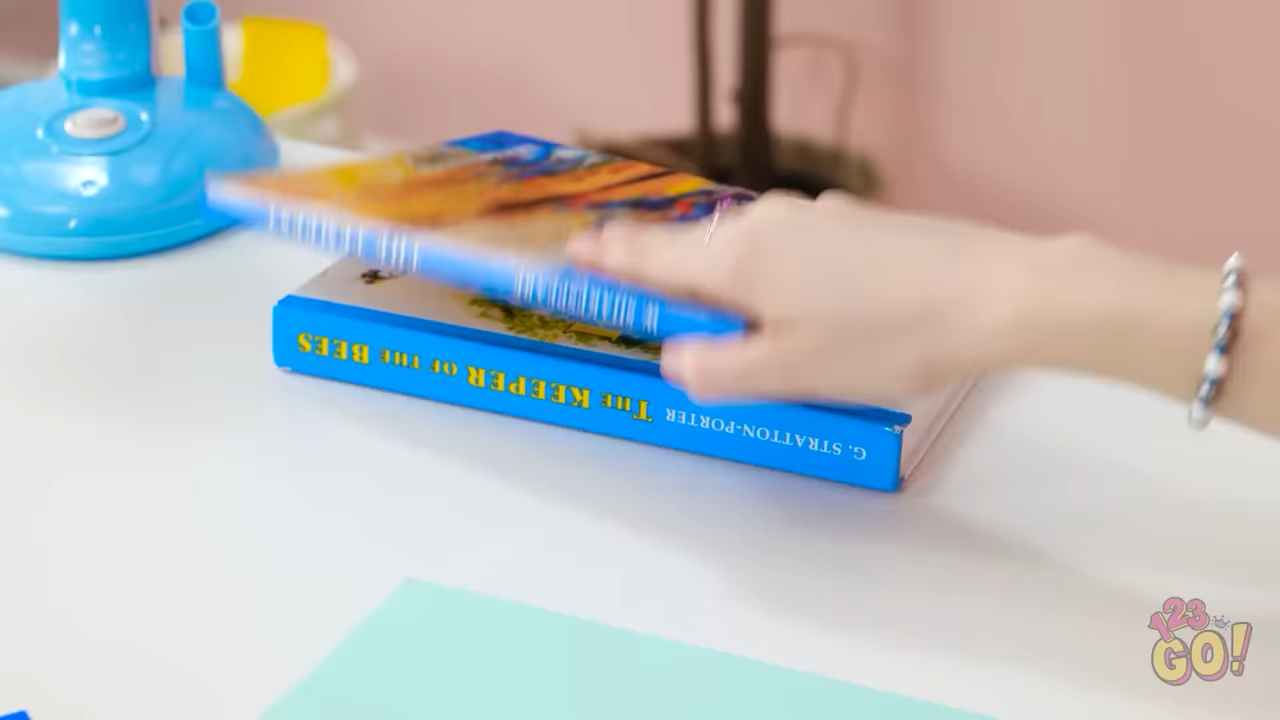 G. STRATTON-PORTER THE KEEPER OF THE BEES
123
GO!